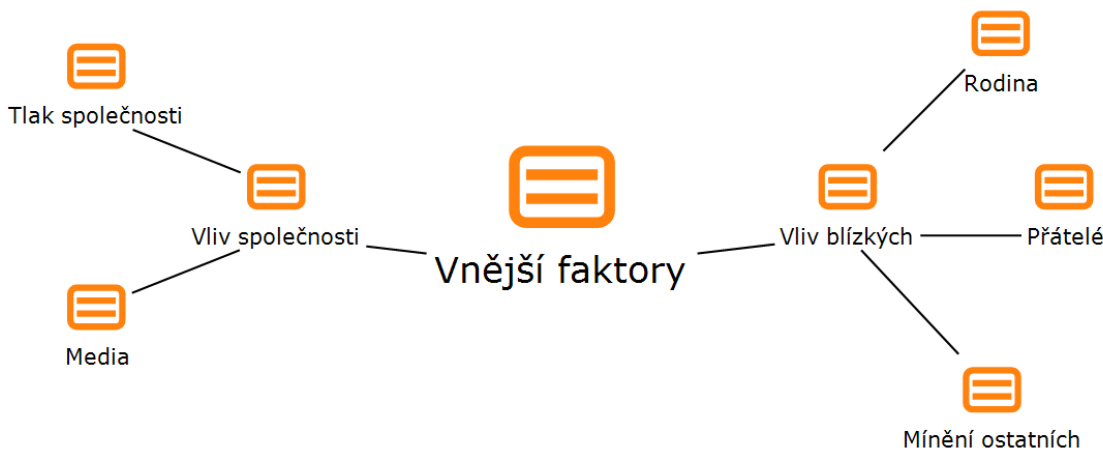 Rodina
Tlak společnosti
Vliv společnosti
Vliv blízkých
Přátelé
Vnější faktory
Media
Mínění ostatních